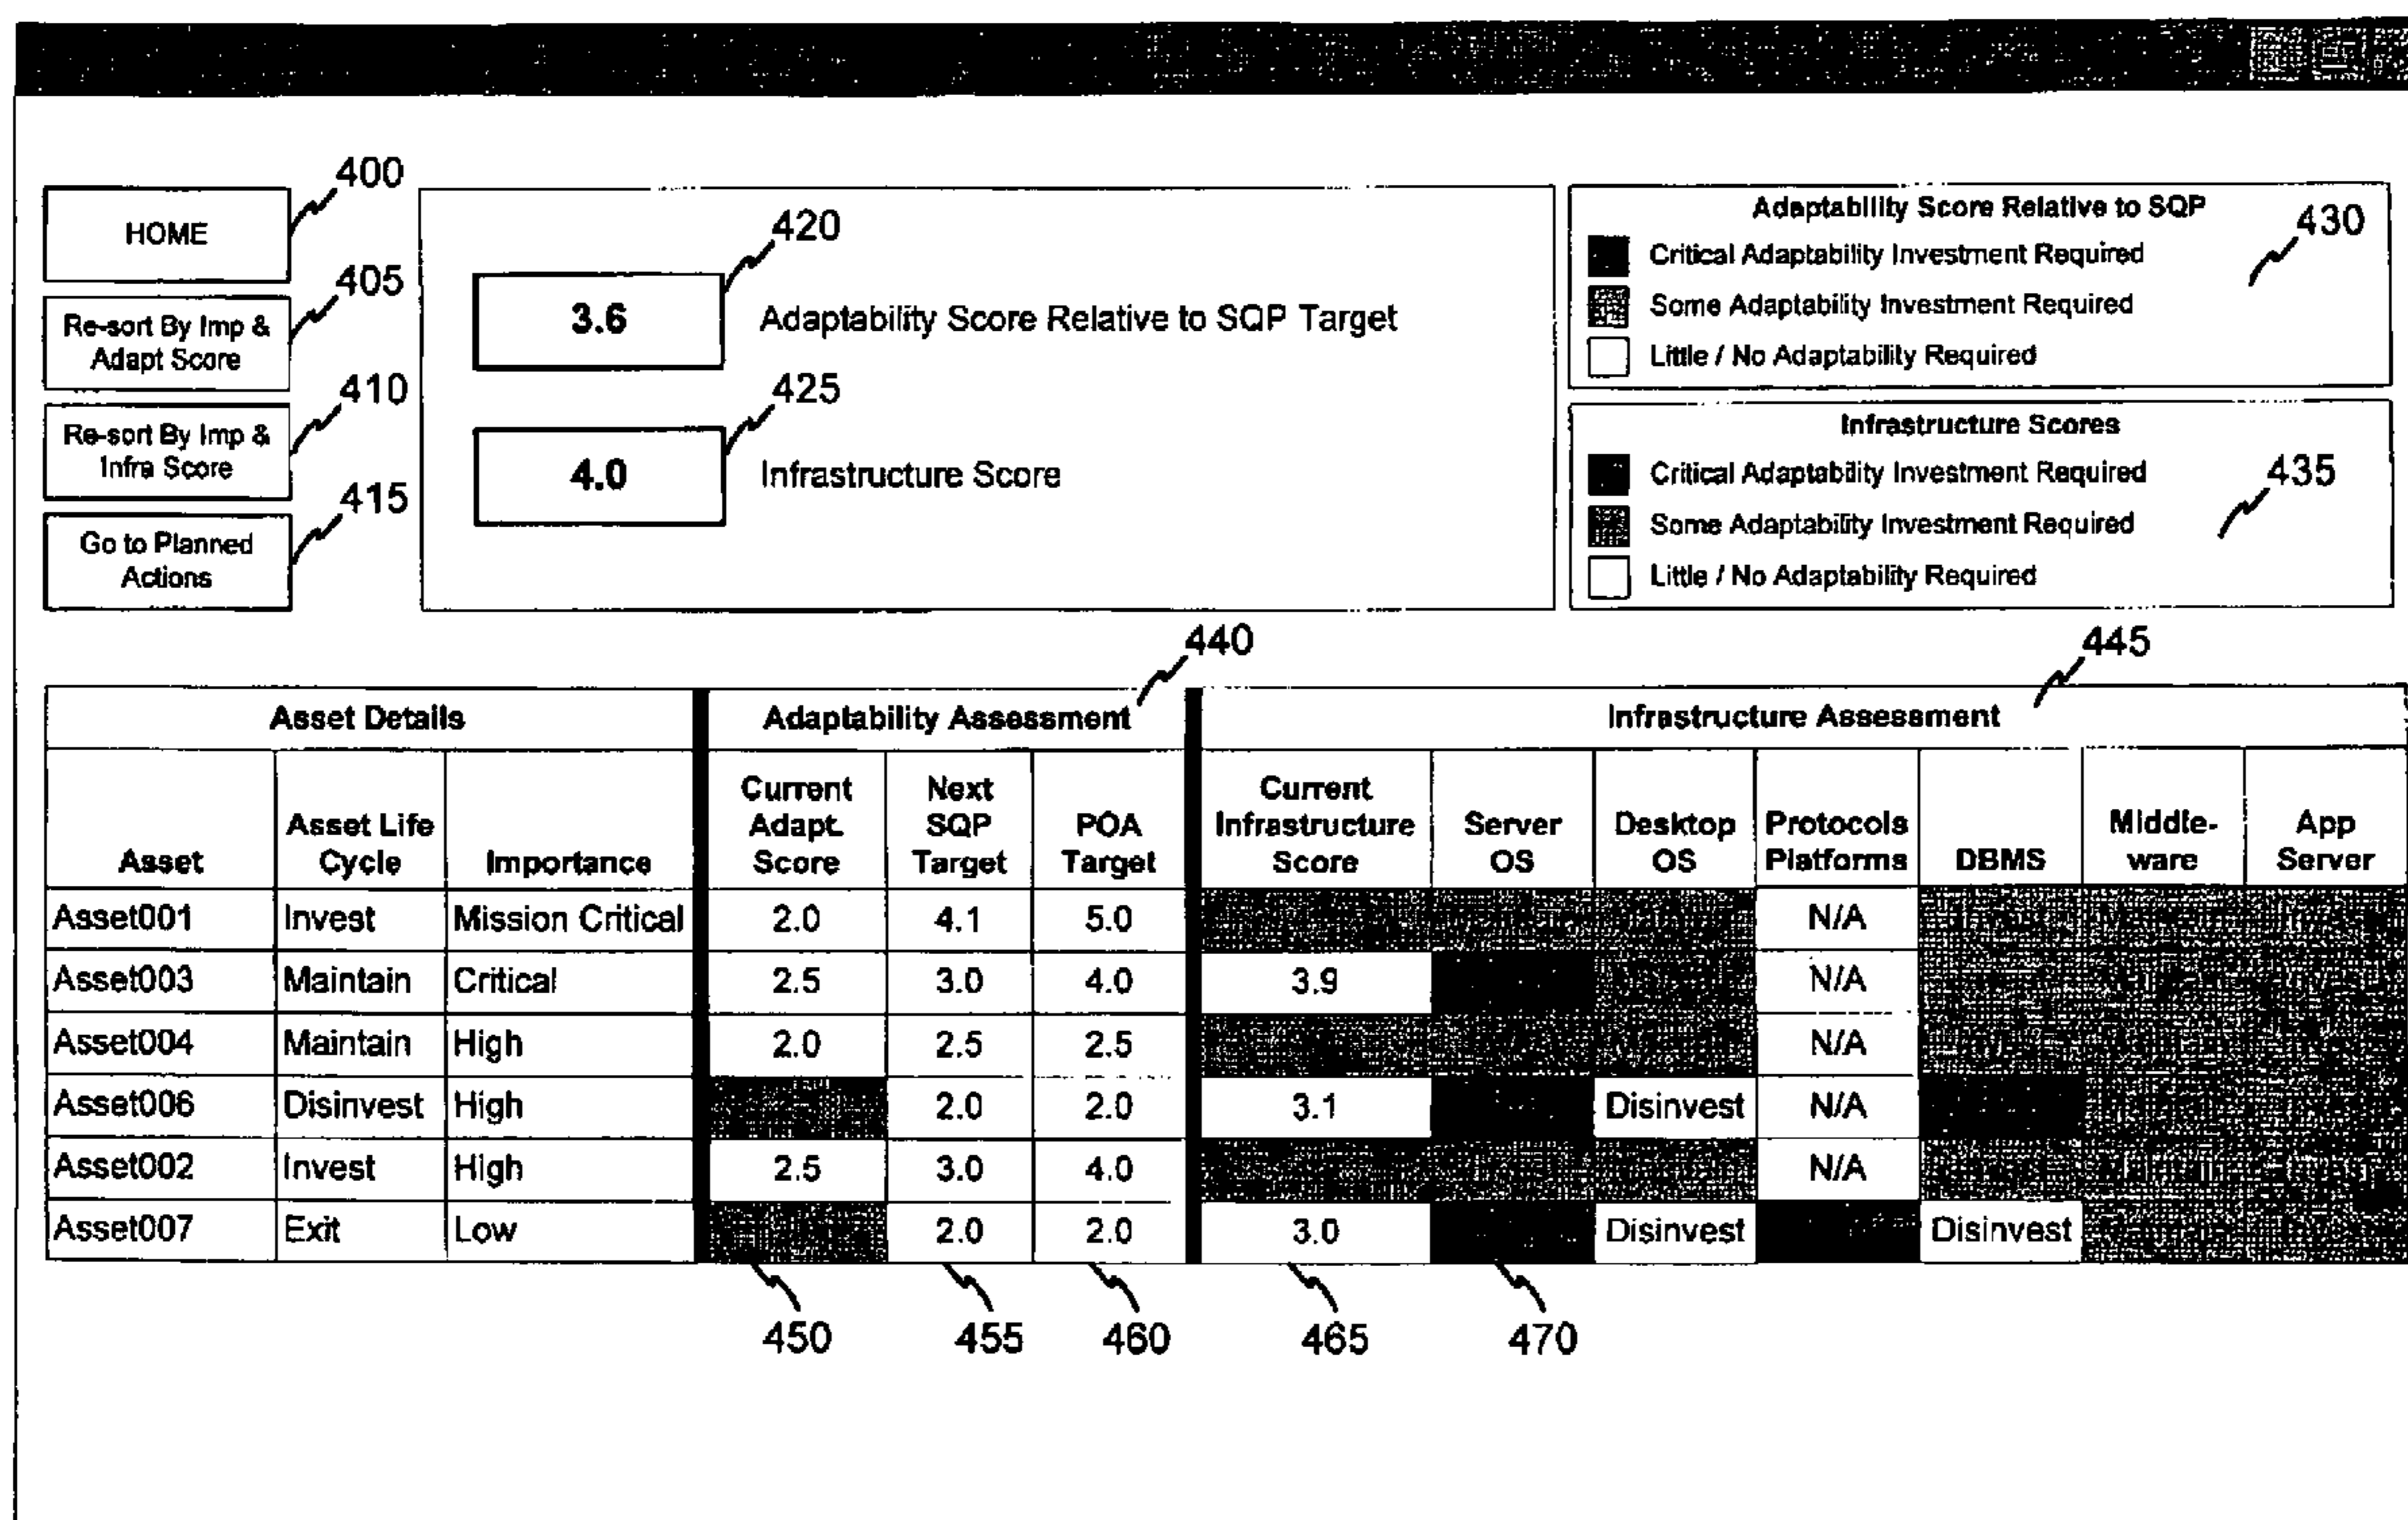 400
HOME
405
Re-sort By Imp &
Adapt Score
410
Re-sort By Imp &
Infra Score
415
Go to Planned
Actions
420
3.6 Adaptability Score Relative to SQP Target
425
4.0 Infrastructure Score
Adaptability Score Relative to SQP
430
Critical Adaptability Investment Required
Some Adaptability Investment Required
Little / No Adaptability Required
Infrastructure Scores
435
Critical Adaptability Investment Required
Some Adaptability Investment Required
Little / No Adaptability Required
440 445
Asset Details Adaptability Assessment Infrastructure Assessment
Asset
Asset Life
Cycle
Importance
Current
Adapt.
Score
Next
SQP
Target
POA
Target
Current
Infrastructure
Score
Server
OS
Desktop
OS
Protocols
Platforms
DBMS
Middle-
ware
App
Server
Asset001 Invest Mission Critical 2.0 4.1 5.0 N/A
Asset003 Maintain Critical 2.5 3.0 4.0 3.9 N/A
Asset004 Maintain High 2.0 2.5 2.5 N/A
Asset006 Disinvest High 2.0 2.0 3.1 Disinvest N/A
Asset002 Invest High 2.5 3.0 4.0 N/A
Asset007 Exit Low 2.0 2.0 3.0 Disinvest Disinvest
450 455 460 465 470